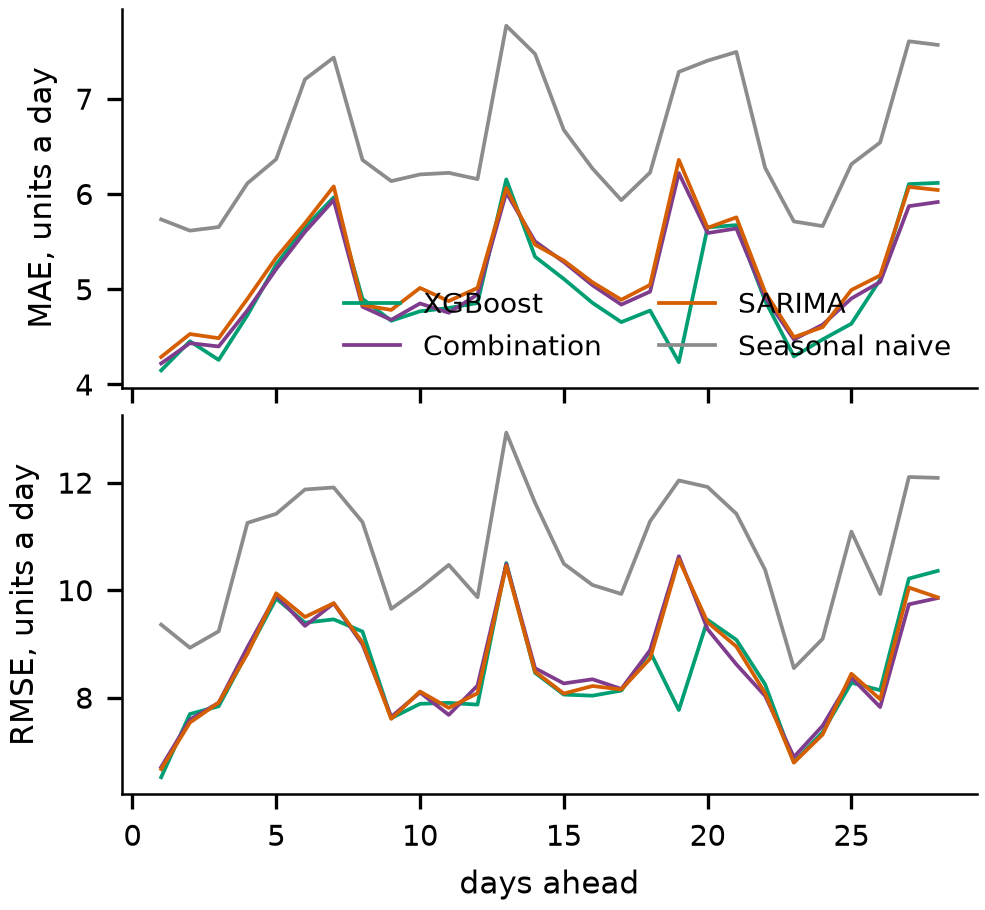 MAE, units a day
7
6
5
4
XGBoost
SARIMA
Combination
Seasonal naive
RMSE, units a day
12
10
8
0 5 10 15 20 25
days ahead